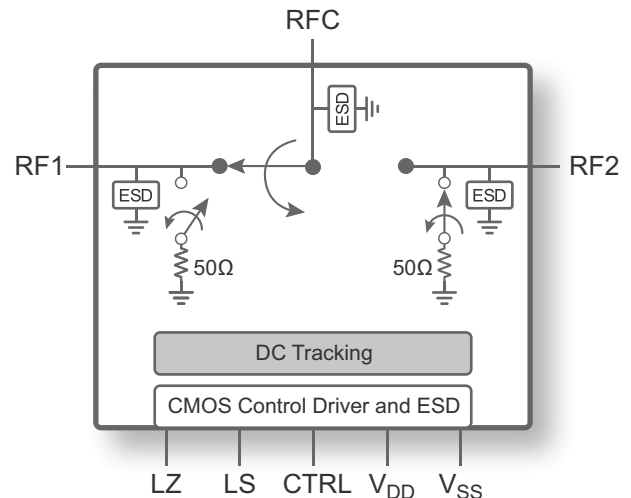 RFC
ESD
RF1
RF2
ESD
ESD
50Ω
50Ω
DC Tracking
CMOS Control Driver and ESD
LZ LS CTRL VDD VSS